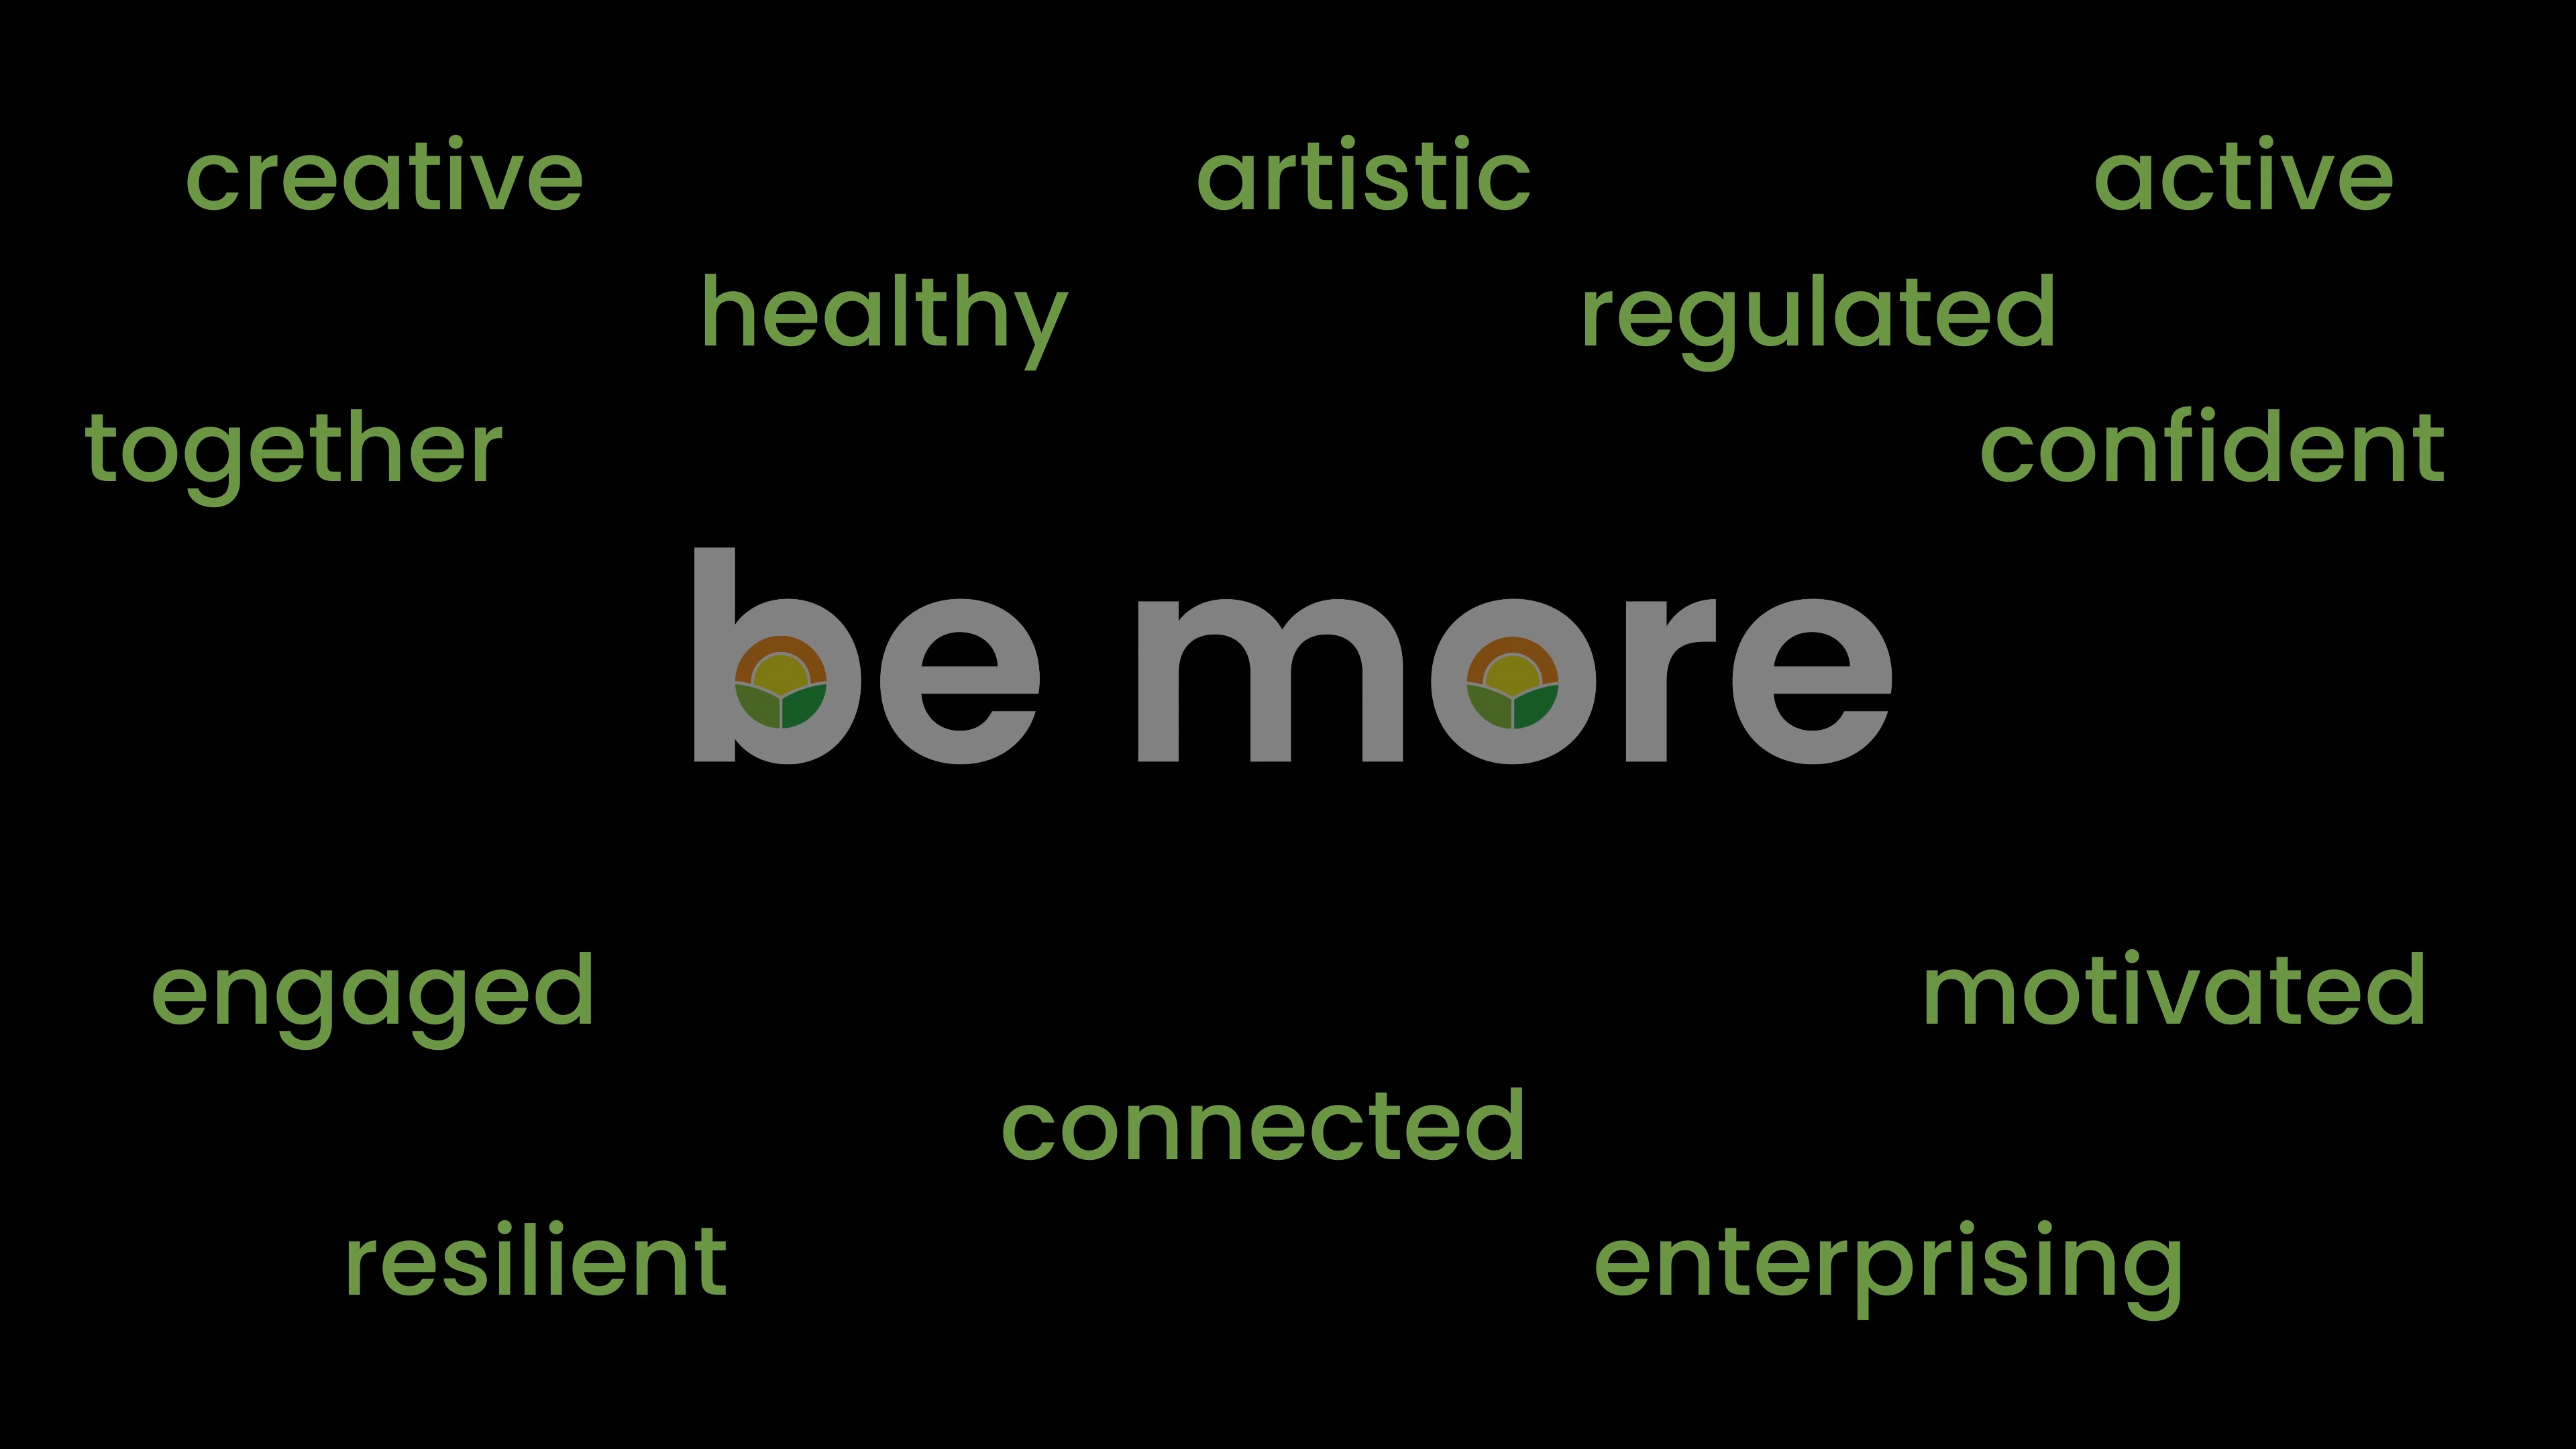 creative artistic active
healthy regulated
together confident
be more
engaged motivated
connected
resilient enterprising